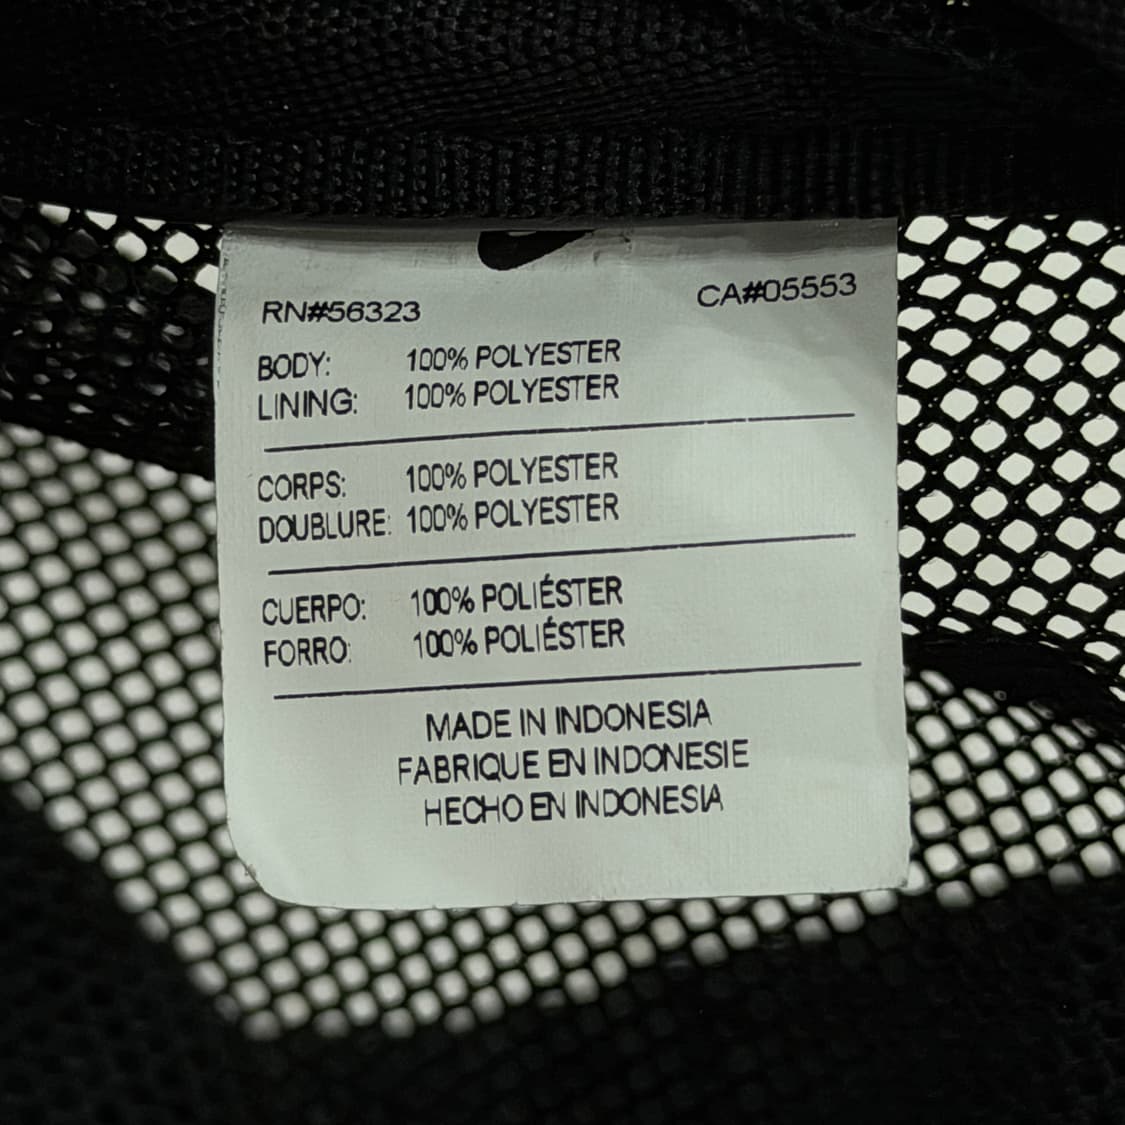 RN#56323 CA#05553
BODY: 100% POLYESTER
LINING: 100% POLYESTER
CORPS: 100% POLYESTER
DOUBLURE: 100% POLYESTER
CUERPO: 100% POLIÉSTER
FORRO: 100% POLIÉSTER
MADE IN INDONESIA
FABRIQUE EN INDONESIE
HECHO EN INDONESIA